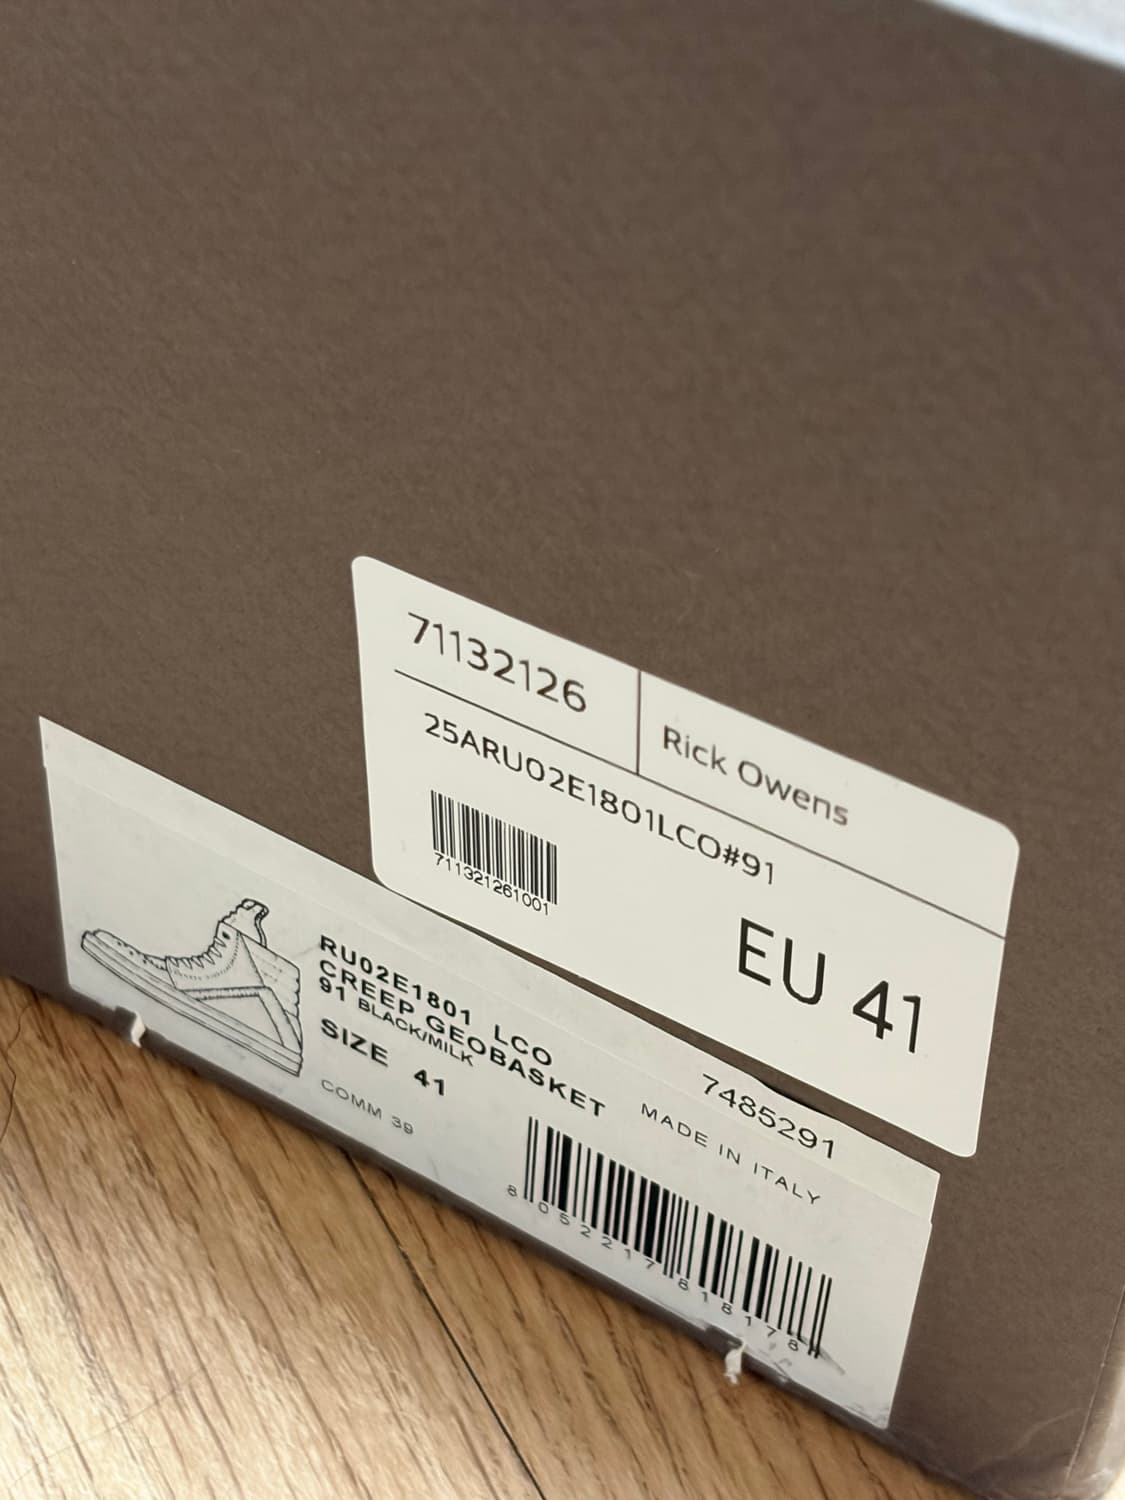 71132126
Rick Owens
25ARU02E1801LCO#91
711321261001
EU 41
RU02E1801 LCO
CREEP GEOBASKET
91 BLACK/MILK
SIZE 41
COMM 39
7485291
MADE IN ITALY
8052217818178